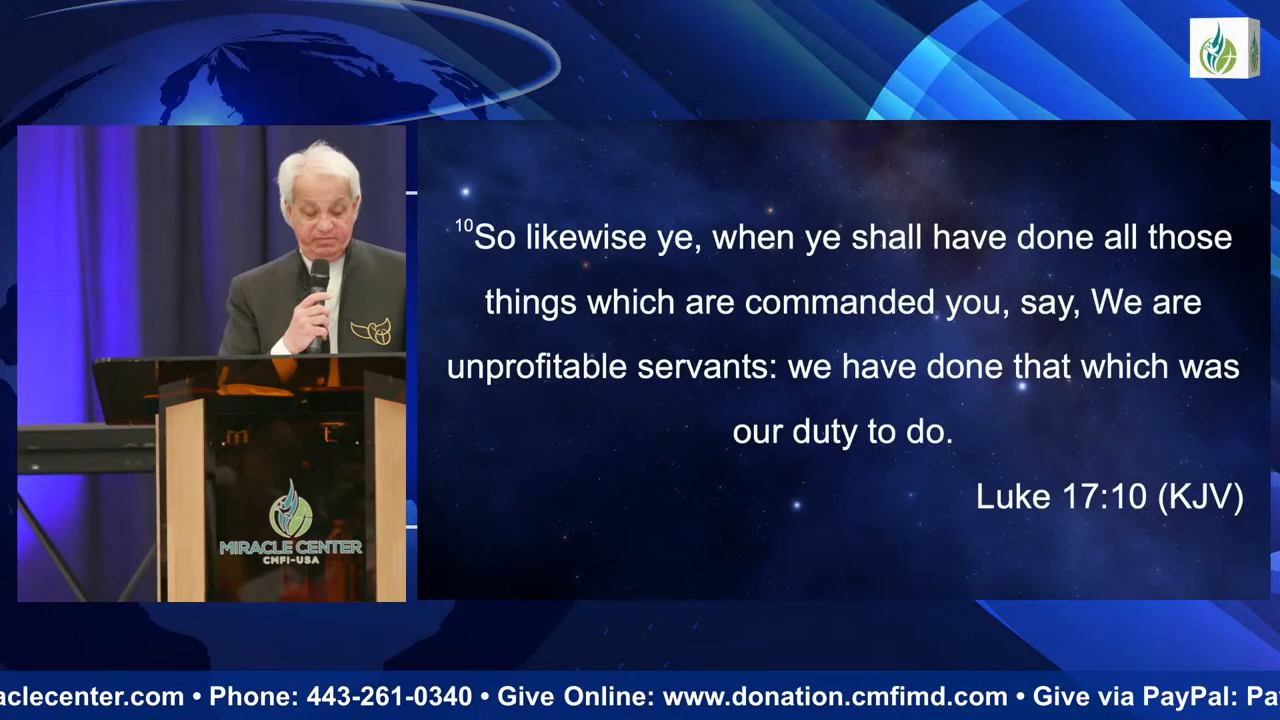 ¹⁰So likewise ye, when ye shall have done all those
things which are commanded you, say, We are
unprofitable servants: we have done that which was
our duty to do.
Luke 17:10 (KJV)
MIRACLE CENTER
CMFI-USA
aclecenter.com • Phone: 443-261-0340 • Give Online: www.donation.cmfimd.com • Give via PayPal: Pa